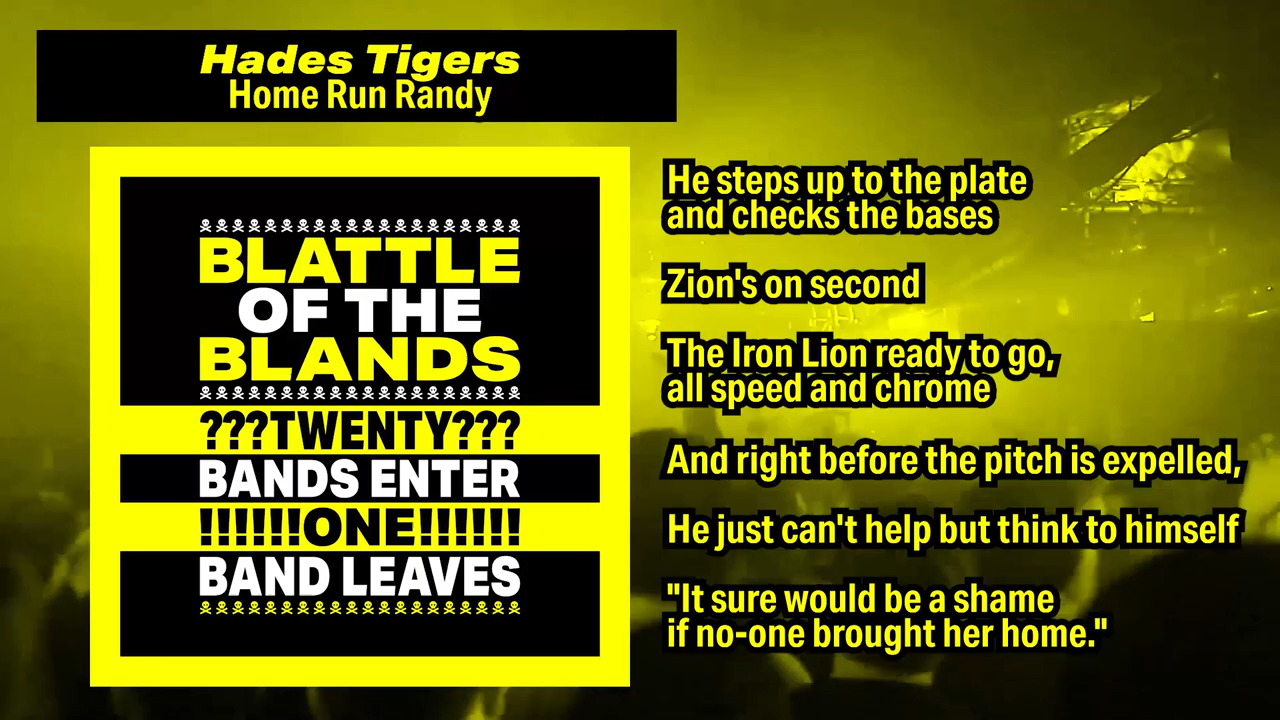 Hades Tigers
Home Run Randy
BLATTLE
OF THE
BLANDS
???TWENTY???
BANDS ENTER
!!!!!!ONE!!!!!!
BAND LEAVES
He steps up to the plate
and checks the bases
Zion's on second
The Iron Lion ready to go,
all speed and chrome
And right before the pitch is expelled,
He just can't help but think to himself
"It sure would be a shame
if no-one brought her home."